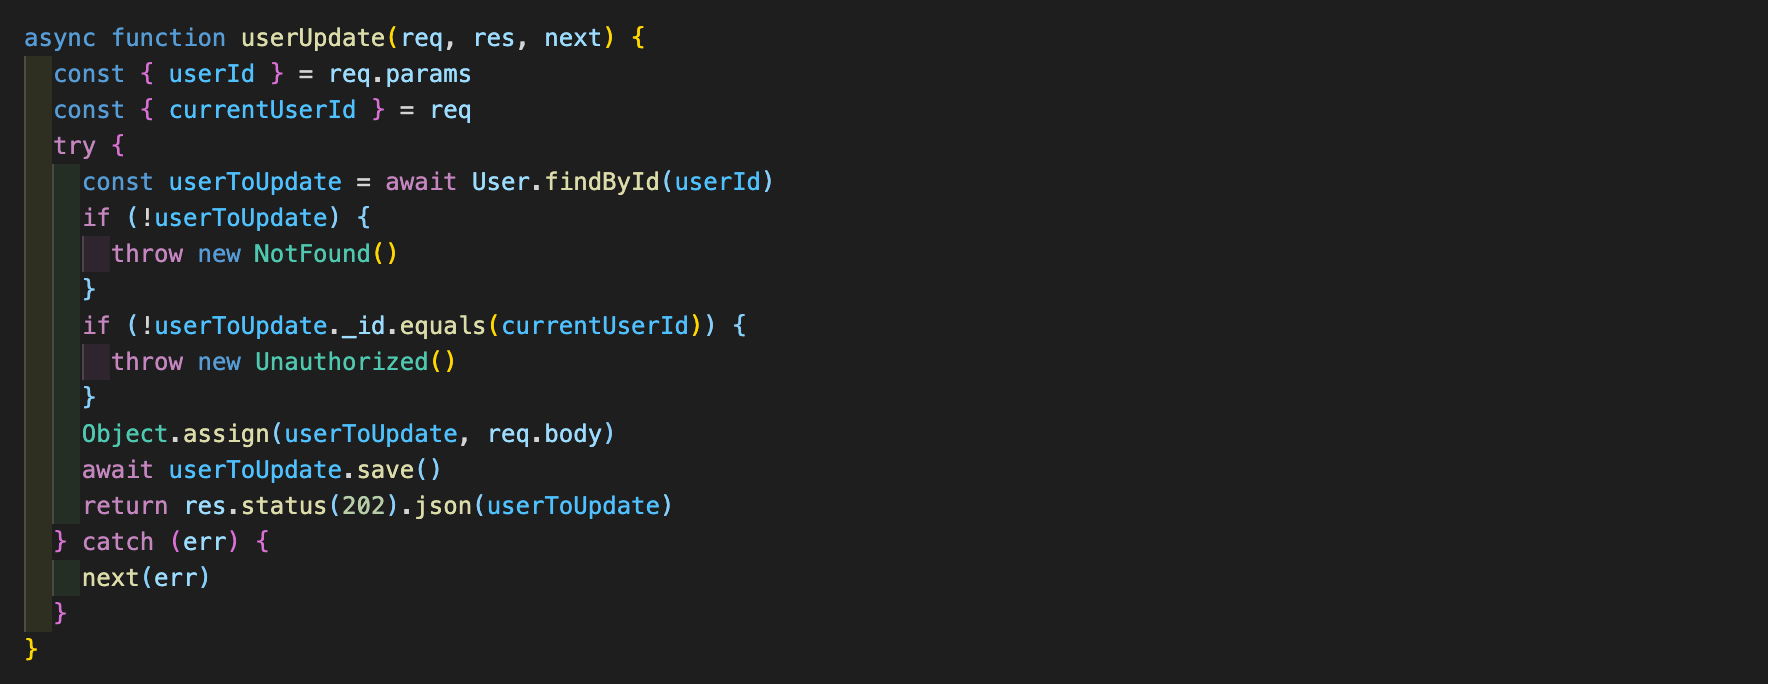 async function userUpdate(req, res, next) {
  const { userId } = req.params
  const { currentUserId } = req
  try {
    const userToUpdate = await User.findById(userId)
    if (!userToUpdate) {
      throw new NotFound()
    }
    if (!userToUpdate._id.equals(currentUserId)) {
      throw new Unauthorized()
    }
    Object.assign(userToUpdate, req.body)
    await userToUpdate.save()
    return res.status(202).json(userToUpdate)
  } catch (err) {
    next(err)
  }
}